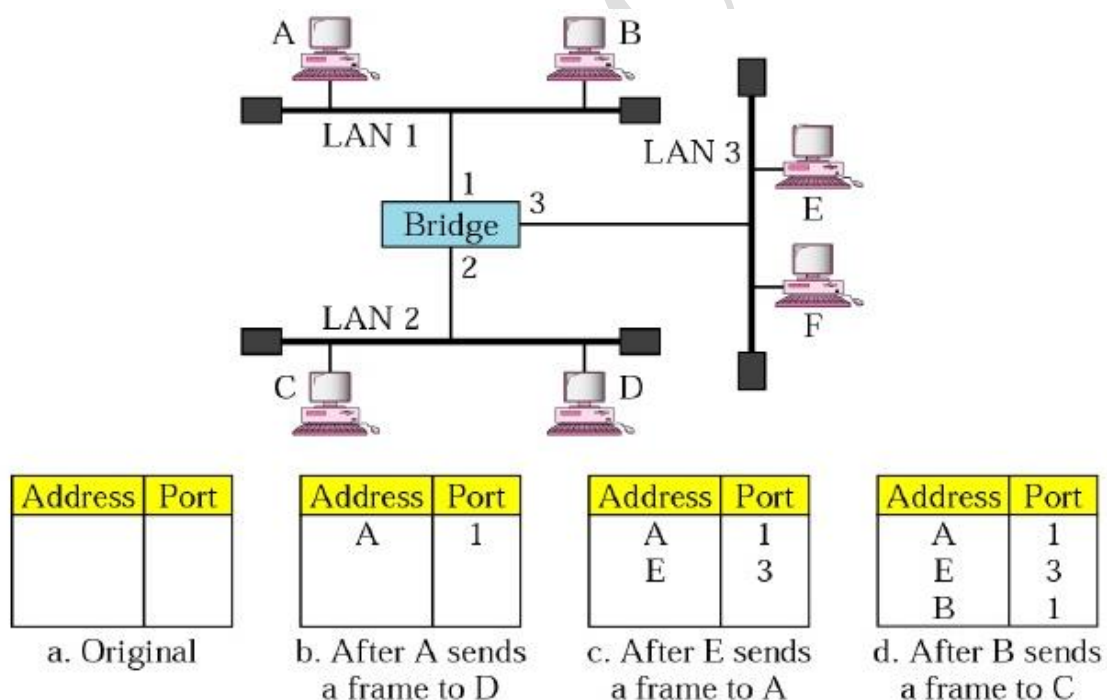 A
B
LAN 1
LAN 3
1
3
Bridge
E
2
LAN 2
F
C
D
Address Port
Address Port
A 1
Address Port
A 1
E 3
Address Port
A 1
E 3
B 1
a. Original
b. After A sends
a frame to D
c. After E sends
a frame to A
d. After B sends
a frame to C